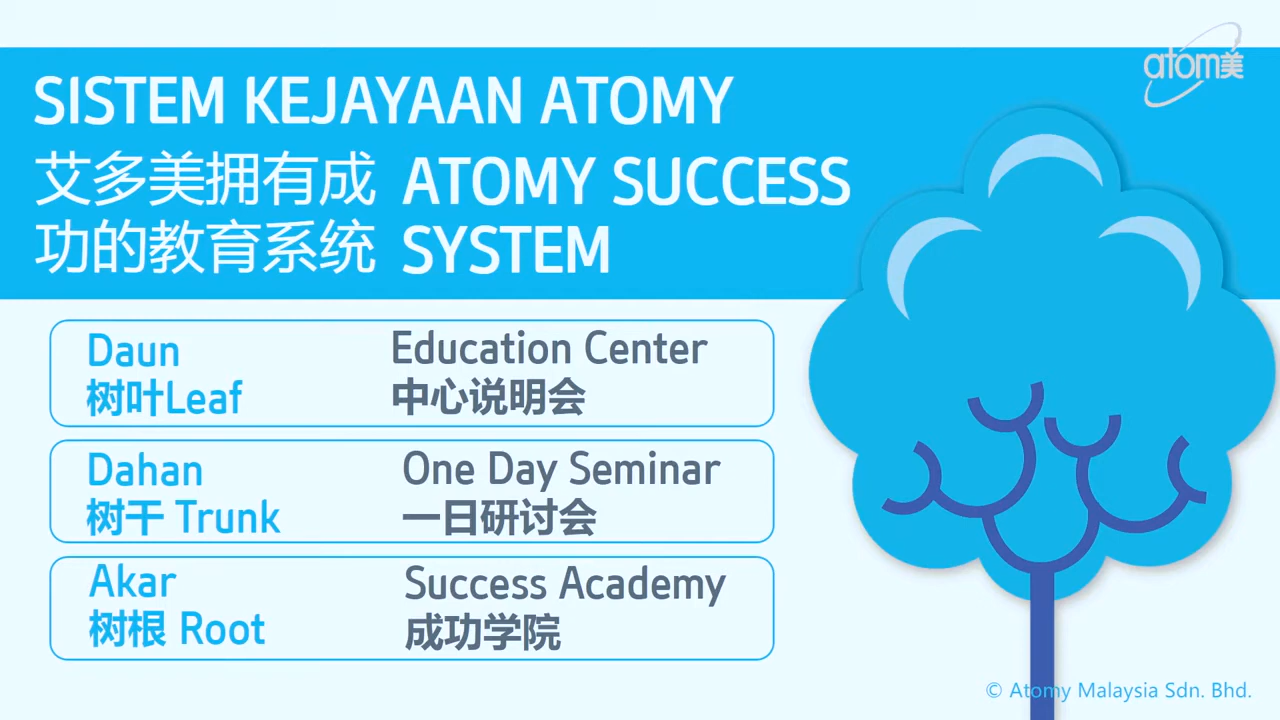 atom美
SISTEM KEJAYAAN ATOMY
艾多美拥有成
功的教育系统
ATOMY SUCCESS
SYSTEM
Daun
树叶Leaf
Education Center
中心说明会
Dahan
树干 Trunk
One Day Seminar
一日研讨会
Akar
树根 Root
Success Academy
成功学院
© Atomy Malaysia Sdn. Bhd.